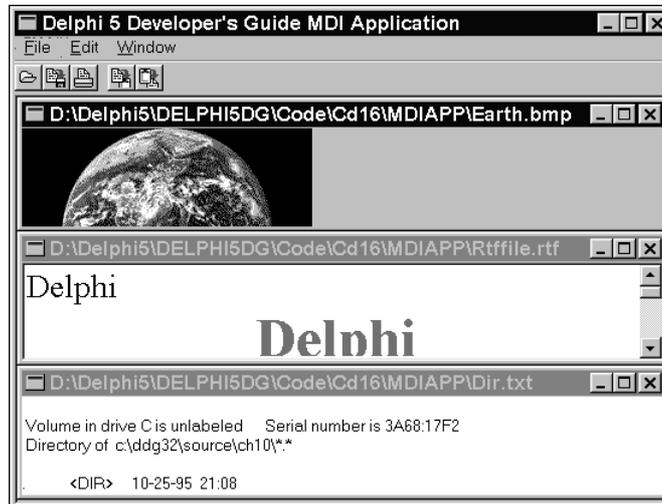 Delphi 5 Developer's Guide MDI Application
File Edit Window
D:\Delphi5\DELPHI5DG\Code\Cd16\MDIAPP\Earth.bmp
D:\Delphi5\DELPHI5DG\Code\Cd16\MDIAPP\Rtffile.rtf
Delphi
Delphi
D:\Delphi5\DELPHI5DG\Code\Cd16\MDIAPP\Dir.txt
Volume in drive C is unlabeled Serial number is 3A68:17F2
Directory of c:\ddg32\source\ch10\*.*
. <DIR> 10-25-95 21:08